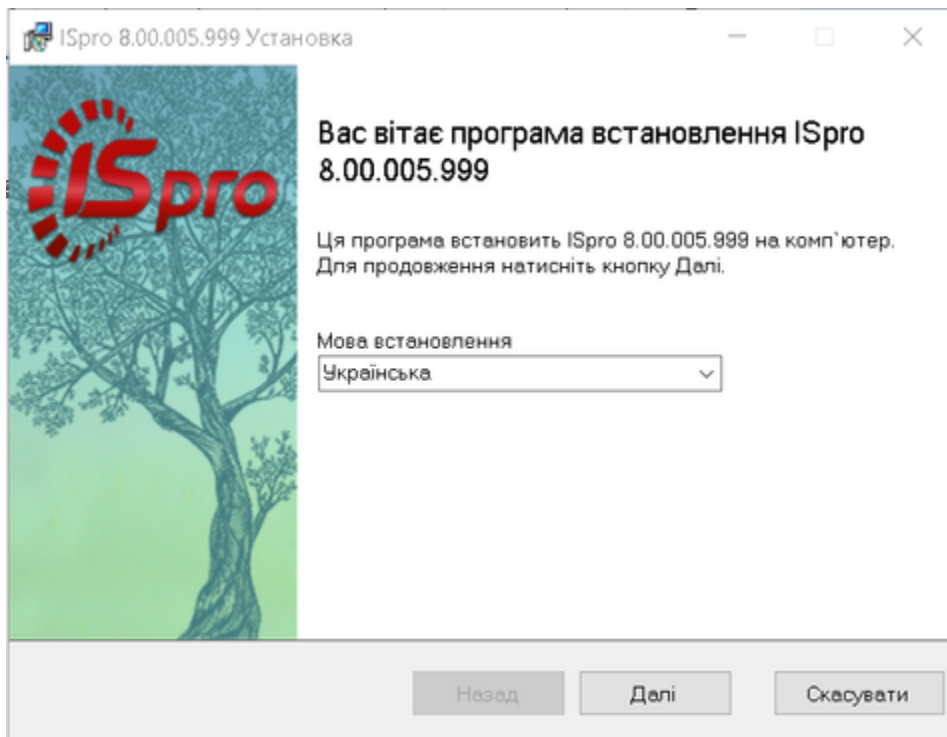 ISpro 8.00.005.999 Установка
ISpro
Вас вітає програма встановлення ISpro
8.00.005.999
Ця програма встановить ISpro 8.00.005.999 на комп`ютер.
Для продовження натисніть кнопку Далі.
Мова встановлення
Українська
Назад
Далі
Скасувати